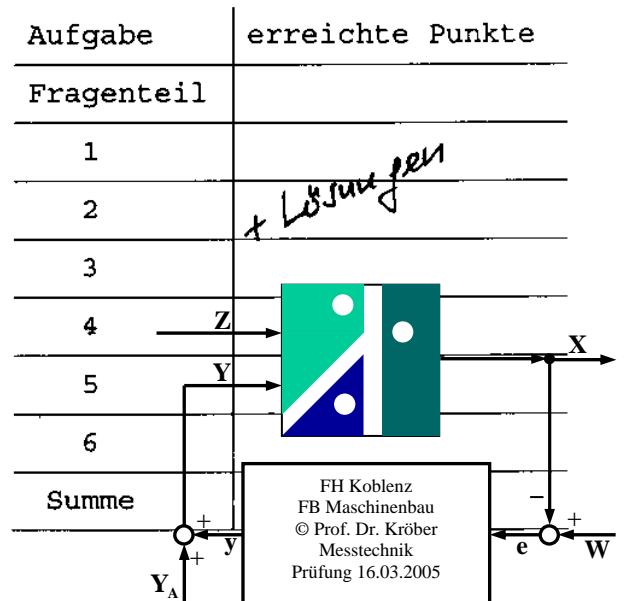 Aufgabe erreichte Punkte
Fragenteil
1
+ Lösungen
2
3
4
Z
X
Y
5
6
Summe
FH Koblenz
FB Maschinenbau
© Prof. Dr. Kröber
Messtechnik
Prüfung 16.03.2005
−
+ y e + W
+
Y_A